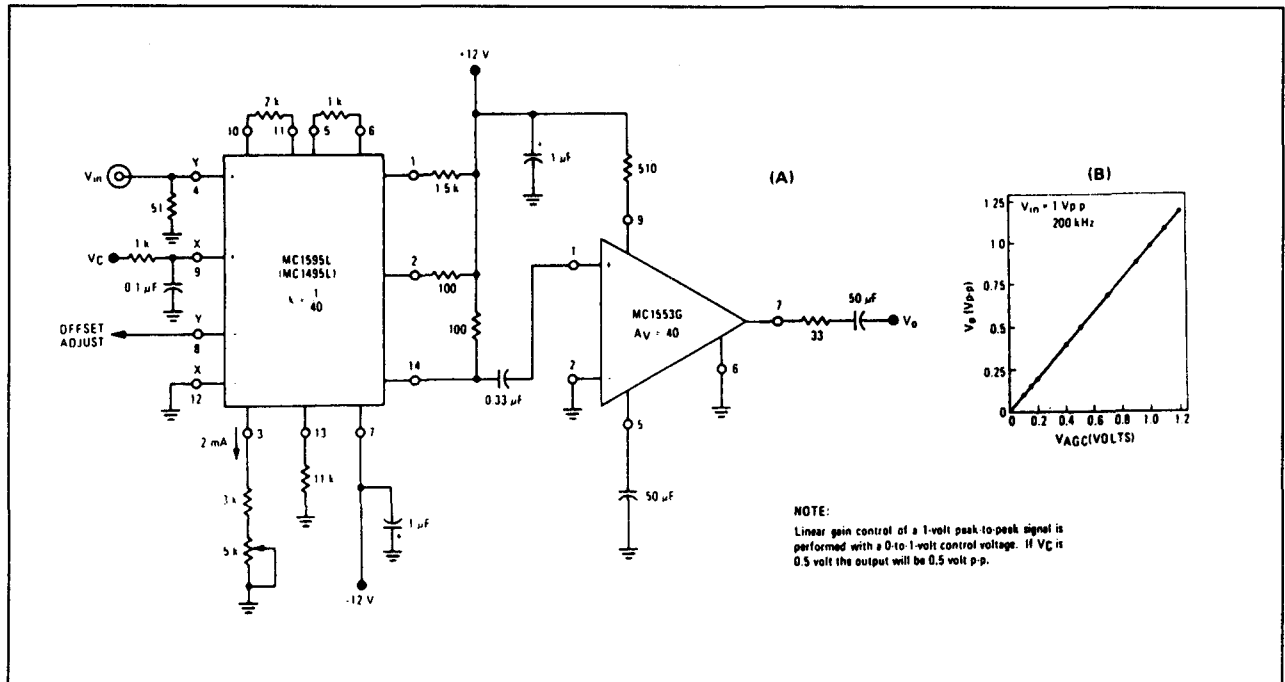 +12 V
2 k
1 k
10
11
5
6
Vin
Y
4
+
51
1 k
VC
X
9
+
0.1 µF
OFFSET
ADJUST
Y
8
-
X
12
-
MC1595L
(MC1495L)
k = 1/40
1
1.5 k
2
100
100
14
0.33 µF
2 mA
3
13
7
3 k
5 k
11 k
1 µF
+
-12 V
+
1 µF
510
9
1
+
MC1553G
AV = 40
2
-
7
33
50 µF
Vo
6
5
50 µF
(A)
(B)
Vin = 1 Vp-p
200 kHz
Vo (Vp-p)
1.25
1.0
0.75
0.50
0.25
0
0 0.2 0.4 0.6 0.8 1.0 1.2
VAGC(VOLTS)
NOTE:
Linear gain control of a 1-volt peak-to-peak signal is
performed with a 0-to-1-volt control voltage. If VC is
0.5 volt the output will be 0.5 volt p-p.